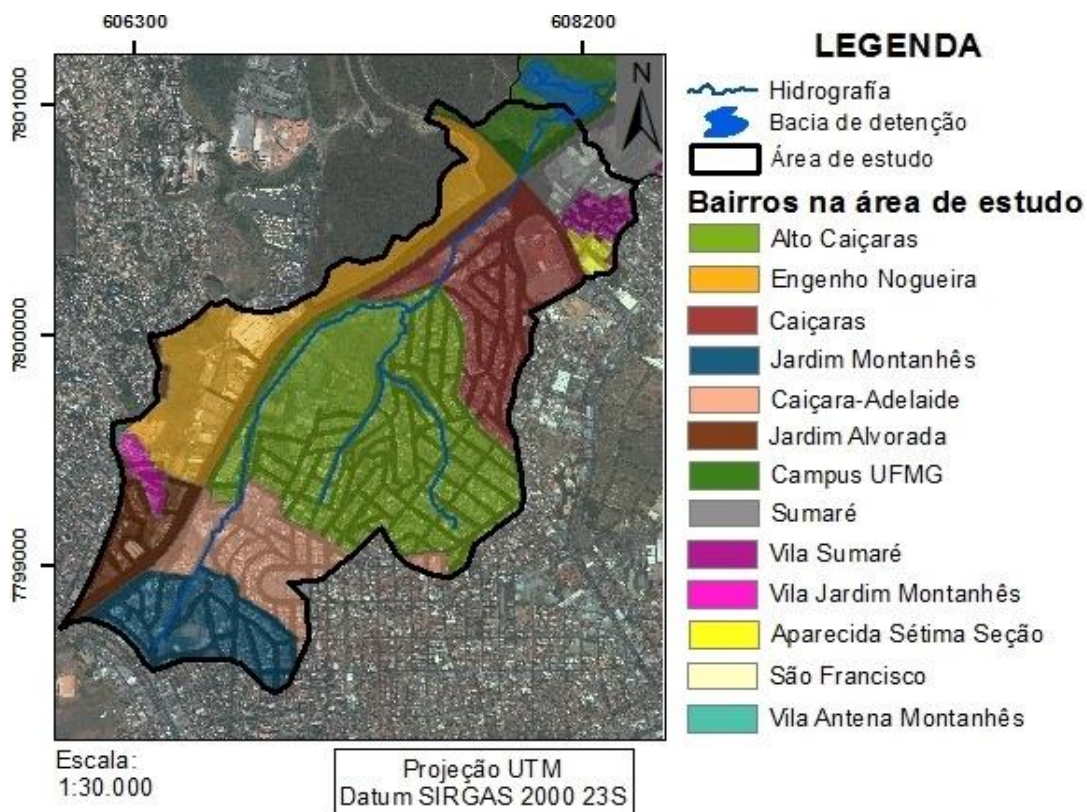 606300
608200
7801000
7800000
7799000
N
LEGENDA
Hidrografía
Bacia de detenção
Área de estudo
Bairros na área de estudo
Alto Caiçaras
Engenho Nogueira
Caiçaras
Jardim Montanhês
Caiçara-Adelaide
Jardim Alvorada
Campus UFMG
Sumaré
Vila Sumaré
Vila Jardim Montanhês
Aparecida Sétima Seção
São Francisco
Vila Antena Montanhês
Escala:
1:30.000
Projeção UTM
Datum SIRGAS 2000 23S